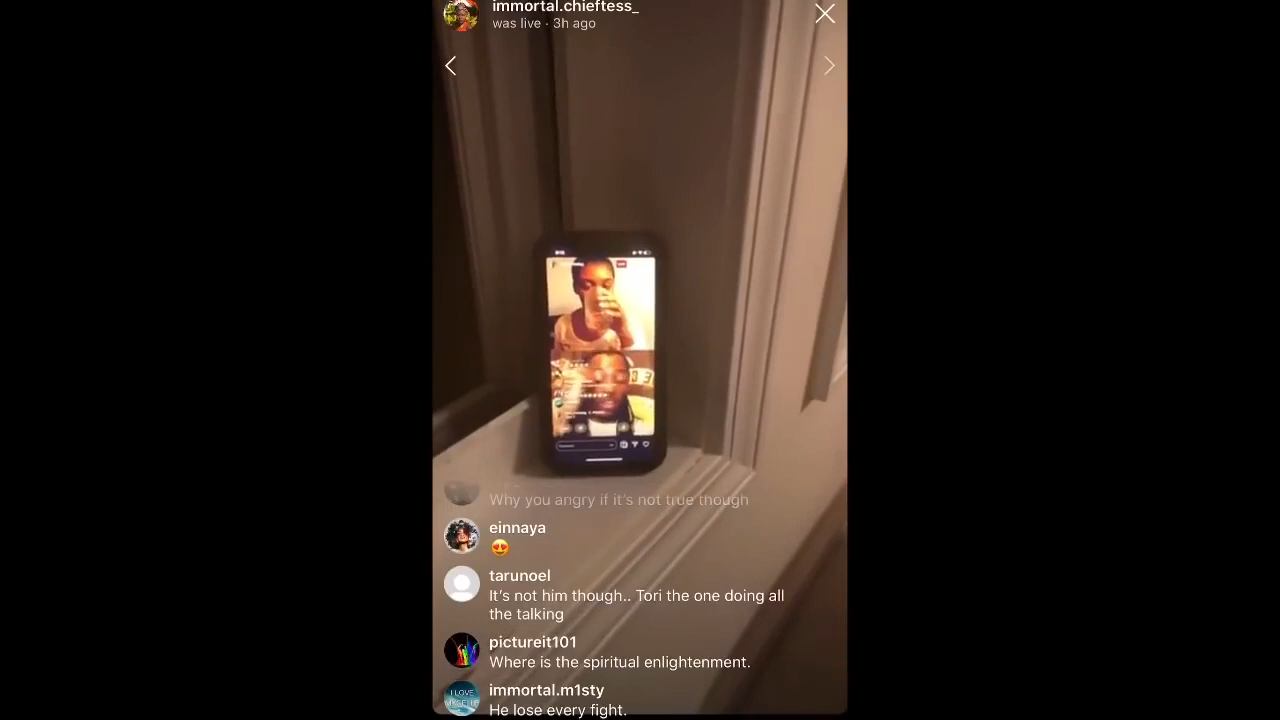 immortal.chieftess_
was live · 3h ago
Why you angry if it's not true though
einnaya
😍
tarunoel
It's not him though.. Tori the one doing all
the talking
pictureit101
Where is the spiritual enlightenment.
I LOVE
MYSELF
immortal.m1sty
He lose every fight.